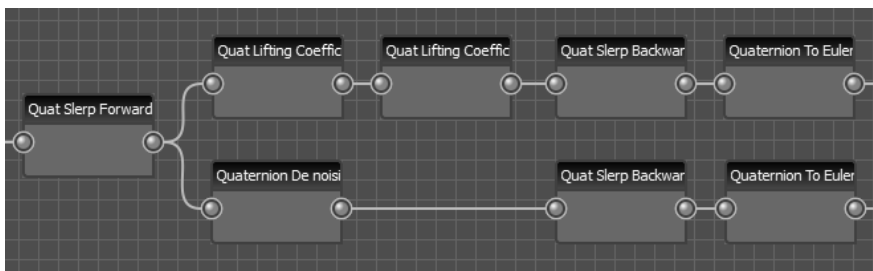 Quat Lifting Coeffic
Quat Lifting Coeffic
Quat Slerp Backwar
Quaternion To Euler
Quat Slerp Forward
Quaternion De noisi
Quat Slerp Backwar
Quaternion To Euler